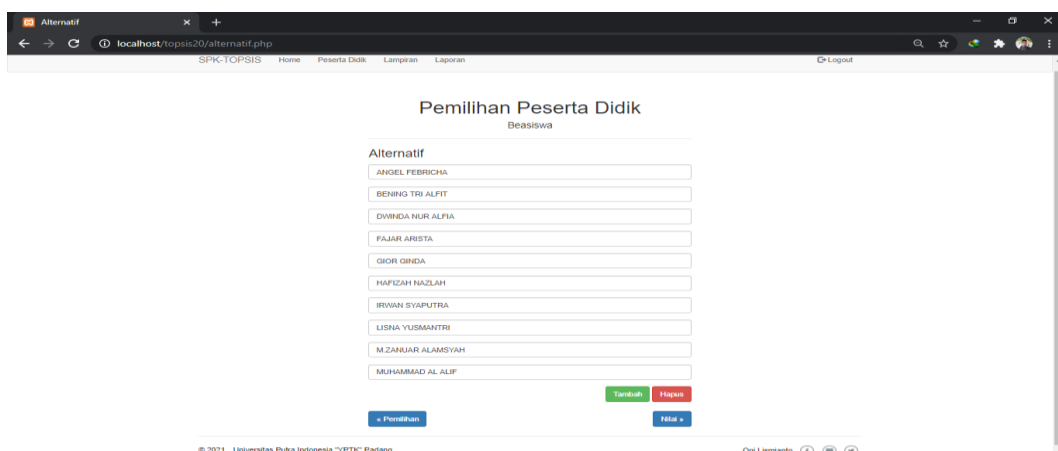 Alternatif
localhost/topsis20/alternatif.php
SPK-TOPSIS Home Peserta Didik Lampiran Laporan Logout
Pemilihan Peserta Didik
Beasiswa
Alternatif
ANGEL FEBRICHA
BENING TRI ALFIT
DWINDA NUR ALFIA
FAJAR ARISTA
GIOR GINDA
HAFIZAH NAZLAH
IRWAN SYAPUTRA
LISNA YUSMANTRI
M.ZANUAR ALAMSYAH
MUHAMMAD AL ALIF
Tambah Hapus
« Pemilihan Nilai »
© 2021 Universitas Putra Indonesia "YPTK" Padang